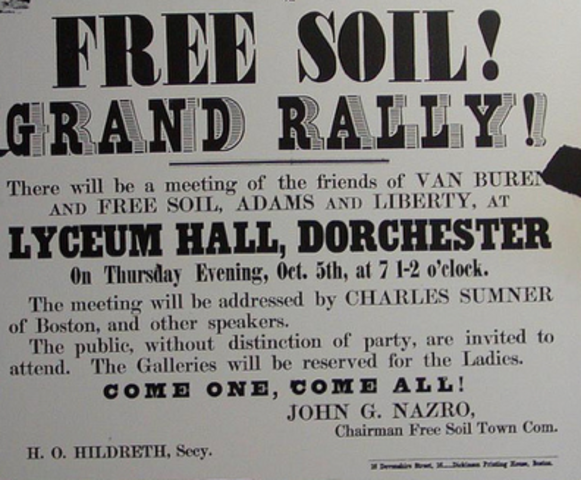 FREE SOIL!
GRAND RALLY!
There will be a meeting of the friends of VAN BUREN
AND FREE SOIL, ADAMS AND LIBERTY, AT
LYCEUM HALL, DORCHESTER
On Thursday Evening, Oct. 5th, at 7 1-2 o'clock.
The meeting will be addressed by CHARLES SUMNER
of Boston, and other speakers.
The public, without distinction of party, are invited to
attend. The Galleries will be reserved for the Ladies.
COME ONE, COME ALL!
JOHN G. NAZRO,
Chairman Free Soil Town Com.
H. O. HILDRETH, Secy.
Devonshire Street, Dickinson Printing House, Boston.